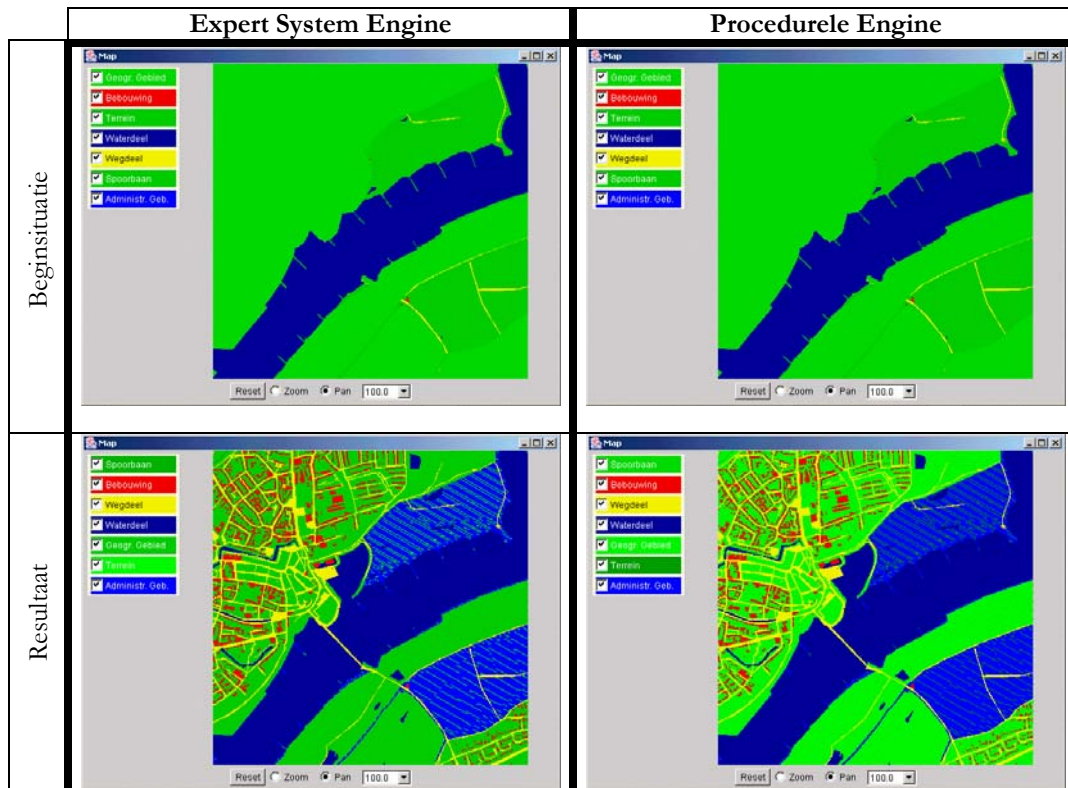 Expert System Engine
Procedurele Engine
Beginsituatie
Map
Geogr. Gebied
Bebouwing
Terrein
Waterdeel
Wegdeel
Spoorbaan
Administr. Geb.
Reset Zoom Pan 100.0
Map
Geogr. Gebied
Bebouwing
Terrein
Waterdeel
Wegdeel
Spoorbaan
Administr. Geb.
Reset Zoom Pan 100.0
Resultaat
Map
Spoorbaan
Bebouwing
Wegdeel
Waterdeel
Geogr. Gebied
Terrein
Administr. Geb.
Reset Zoom Pan 100.0
Map
Spoorbaan
Bebouwing
Wegdeel
Waterdeel
Geogr. Gebied
Terrein
Administr. Geb.
Reset Zoom Pan 100.0